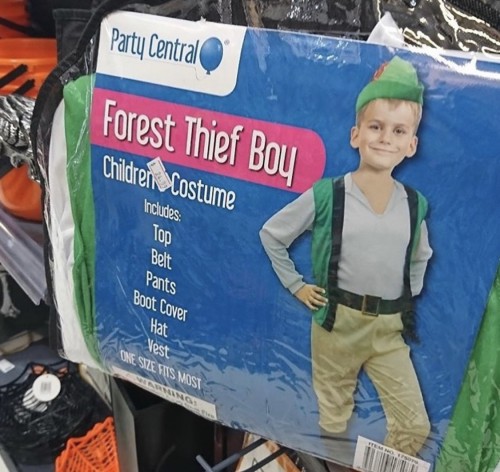 Party Central
Forest Thief Boy
Children Costume
Includes:
Top
Belt
Pants
Boot Cover
Hat
Vest
ONE SIZE FITS MOST
WARNING: